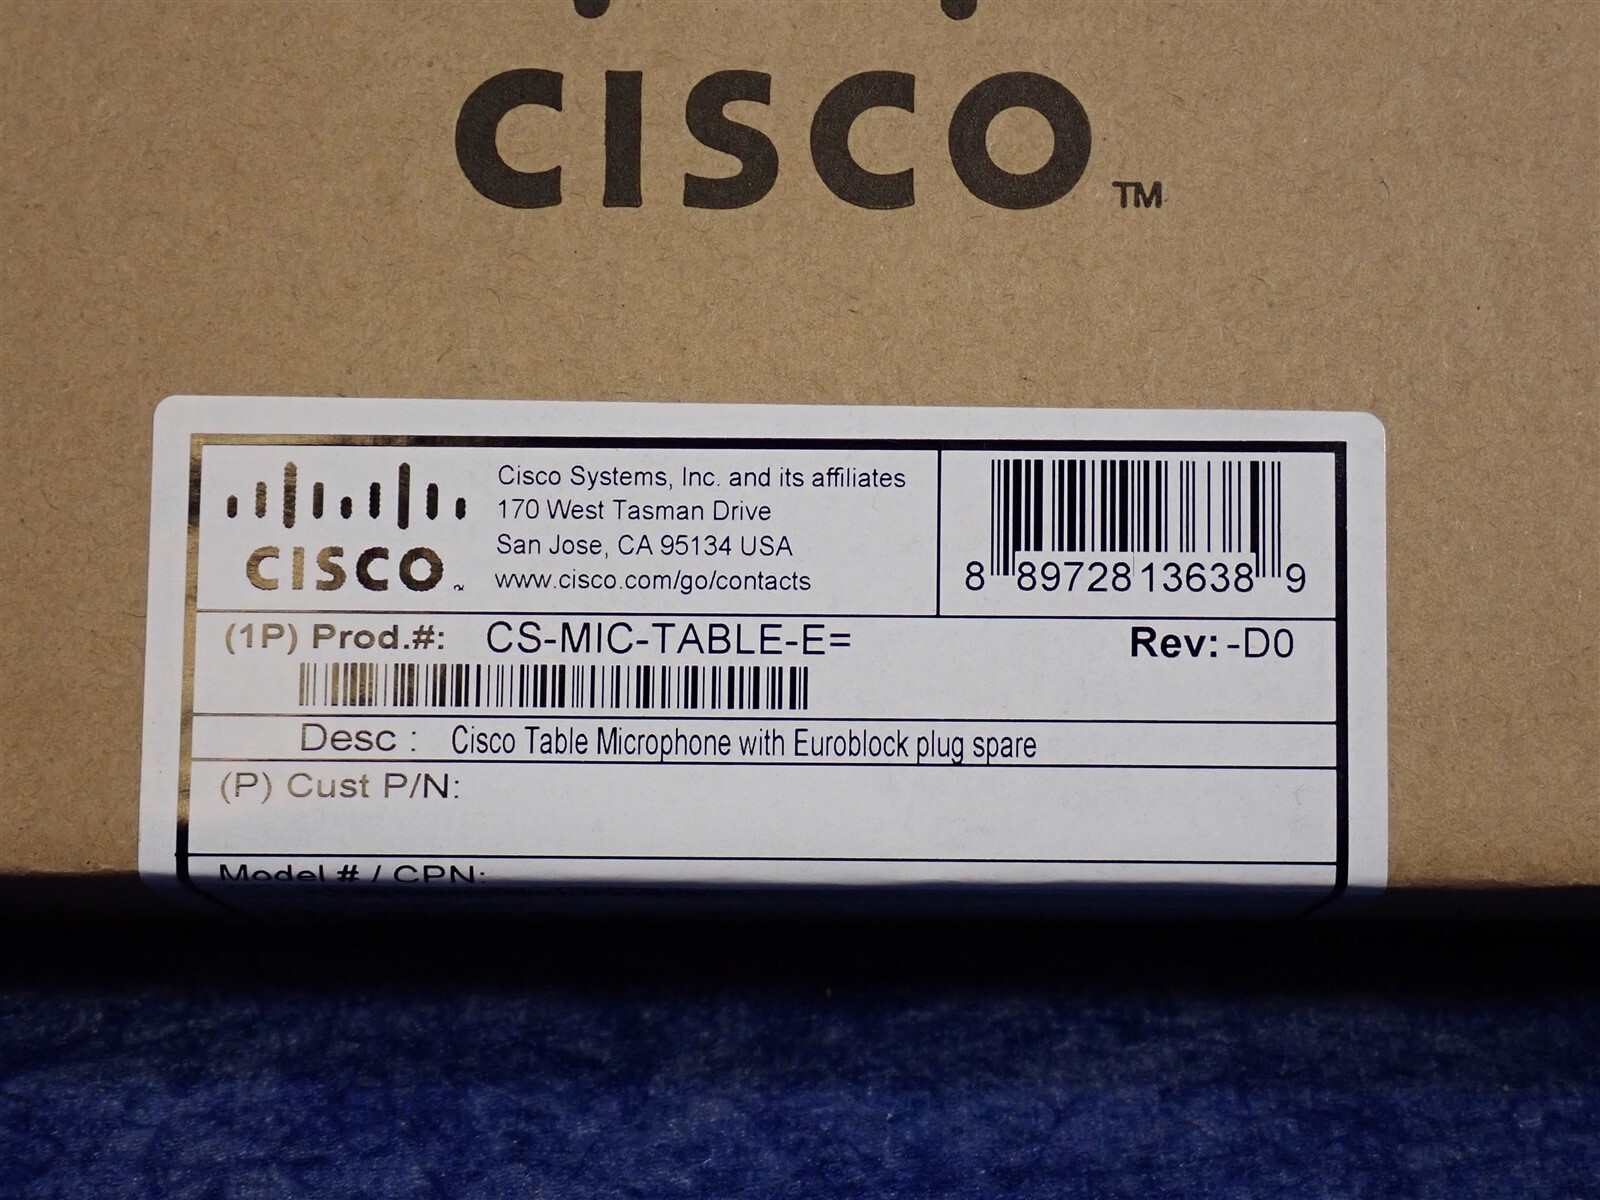 CISCO TM
CISCO
Cisco Systems, Inc. and its affiliates
170 West Tasman Drive
San Jose, CA 95134 USA
www.cisco.com/go/contacts
8 89728 13638 9
(1P) Prod.#: CS-MIC-TABLE-E= Rev: -D0
Desc : Cisco Table Microphone with Euroblock plug spare
(P) Cust P/N:
Model # / CPN: